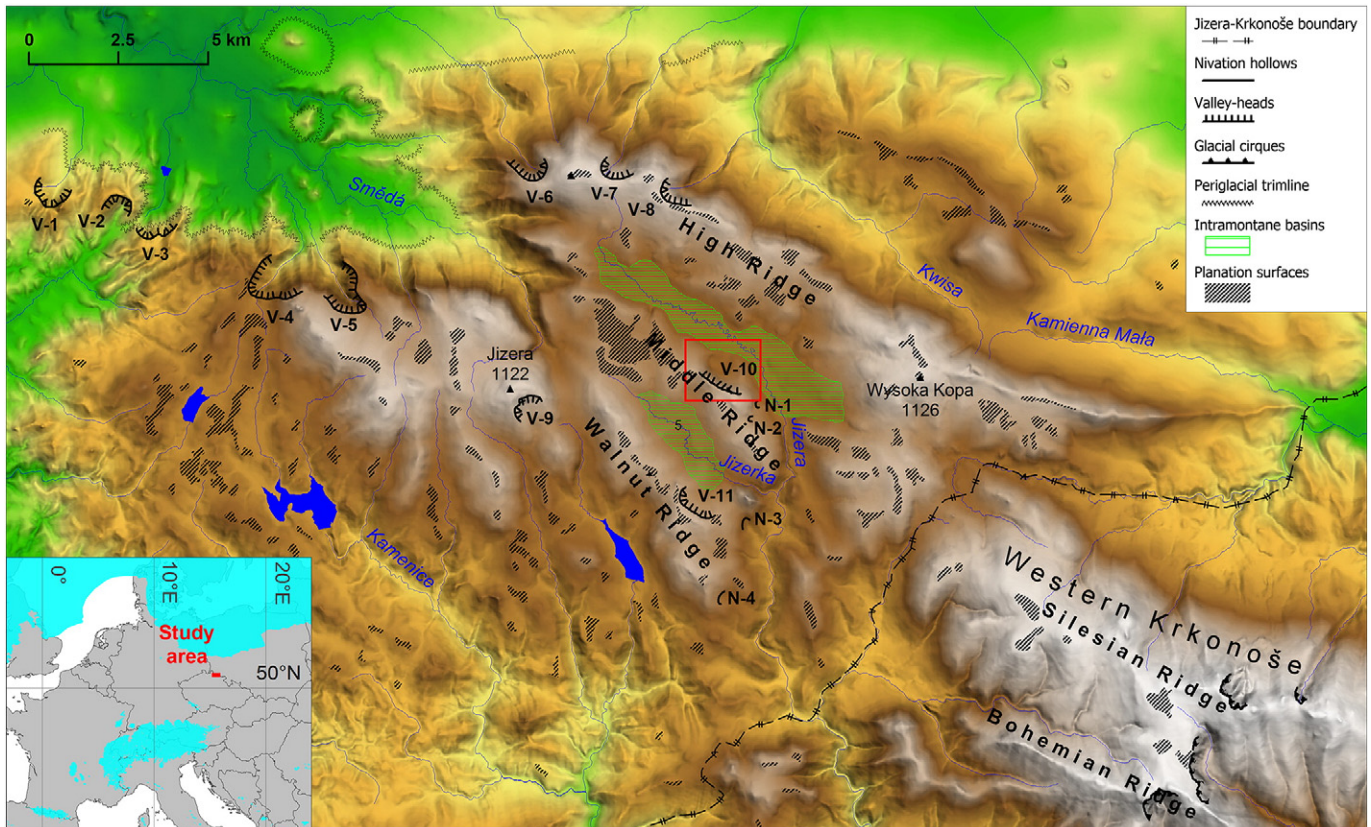 0 2.5 5 km
Jizera-Krkonoše boundary
Nivation hollows
Valley-heads
Glacial cirques
Periglacial trimline
Intramontane basins
Planation surfaces
Smědá
V-1
V-2
V-3
V-4
V-5
V-6
V-7
V-8
High Ridge
Kwisa
Kamienna Mała
Jizera
1122
V-9
Middle Ridge
V-10
N-1
N-2
Wysoka Kopa
1126
5
Jizera
Jizerka
Walnut Ridge
V-11
N-3
N-4
Kamenice
Western Krkonoše
Silesian Ridge
Bohemian Ridge
0°
10°E
20°E
Study
area
50°N